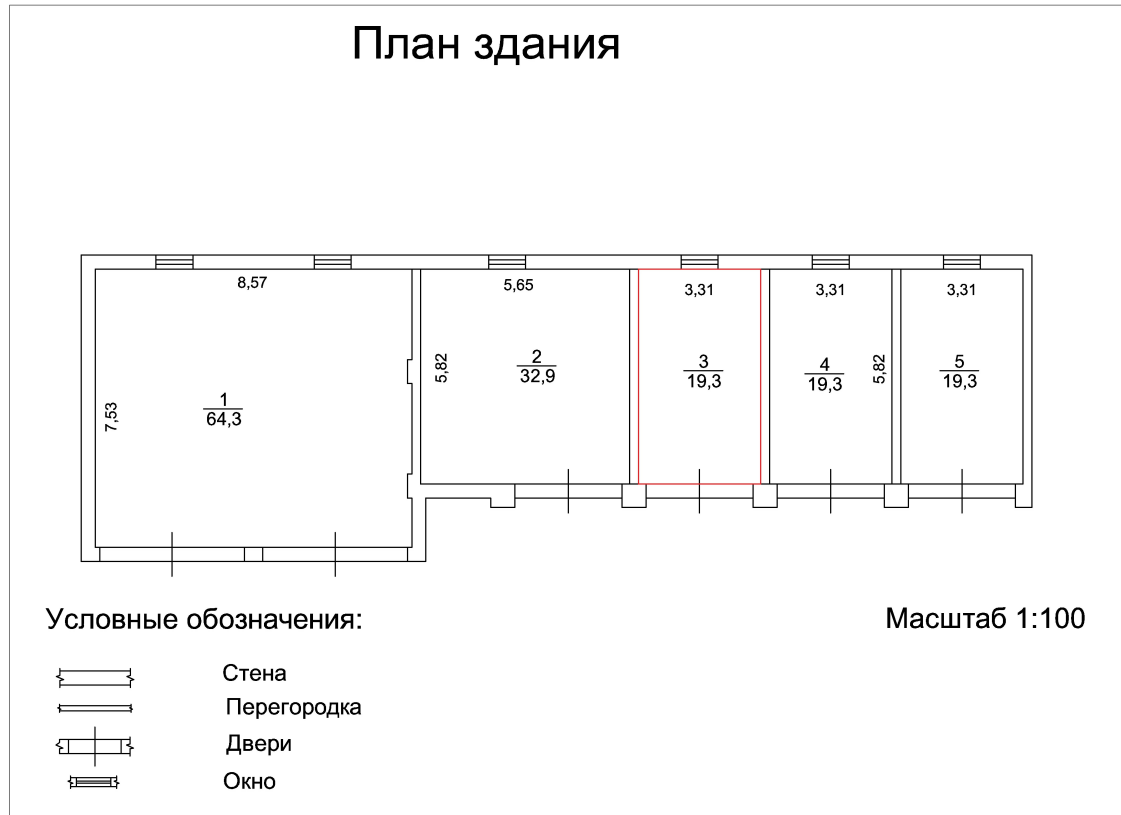 План здания
8,57
5,65
3,31
3,31
3,31
7,53
1
64,3
5,82
2
32,9
3
19,3
4
19,3
5,82
5
19,3
Условные обозначения:
Масштаб 1:100
Стена
Перегородка
Двери
Окно